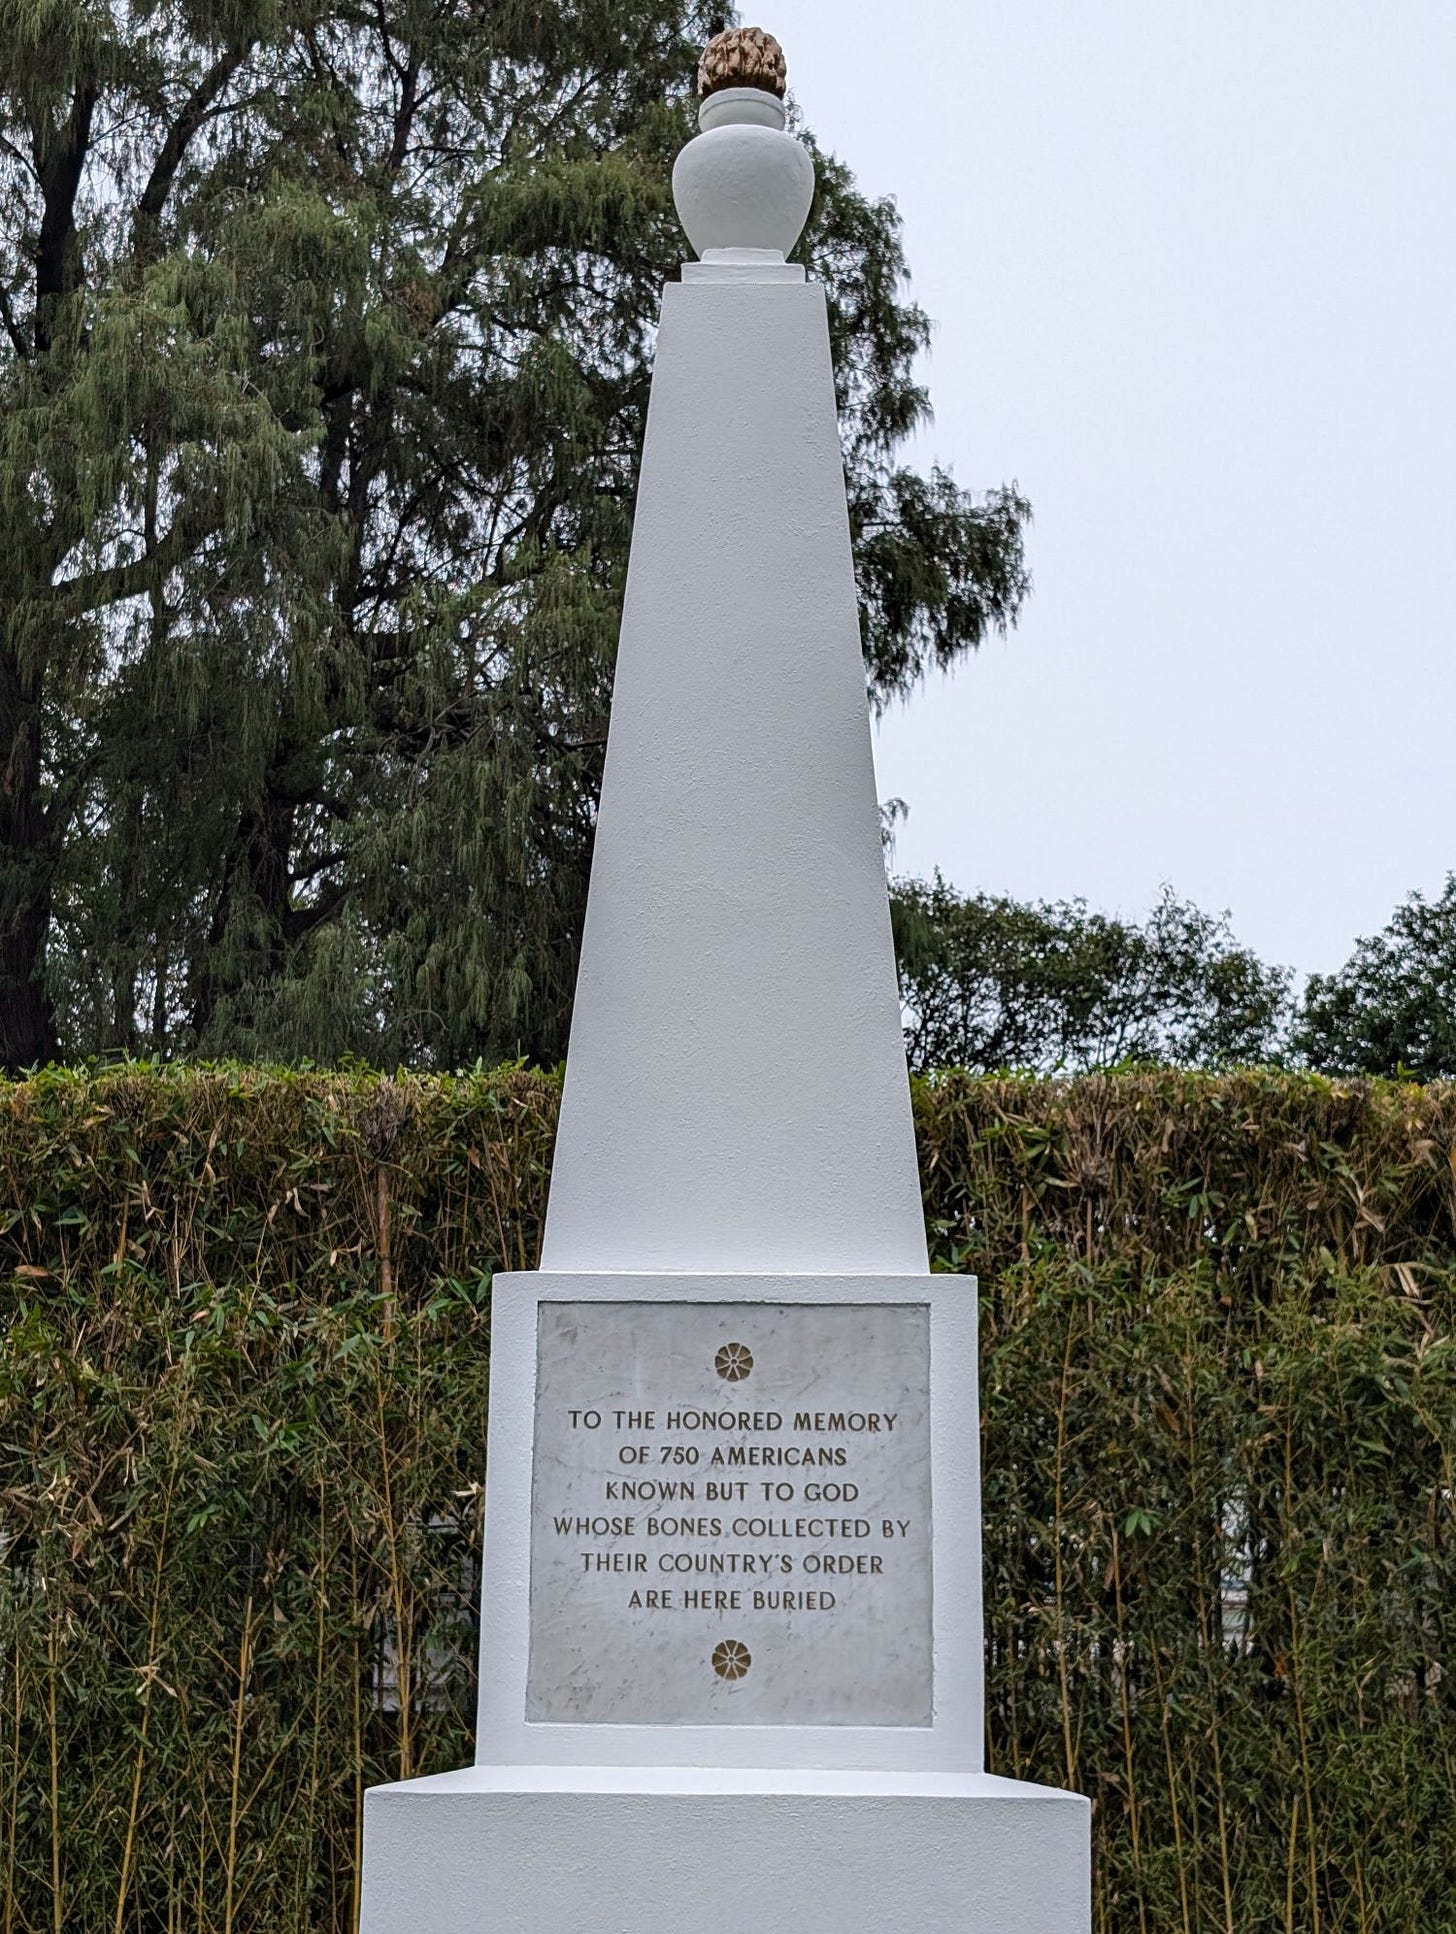 TO THE HONORED MEMORY
OF 750 AMERICANS
KNOWN BUT TO GOD
WHOSE BONES COLLECTED BY
THEIR COUNTRY'S ORDER
ARE HERE BURIED